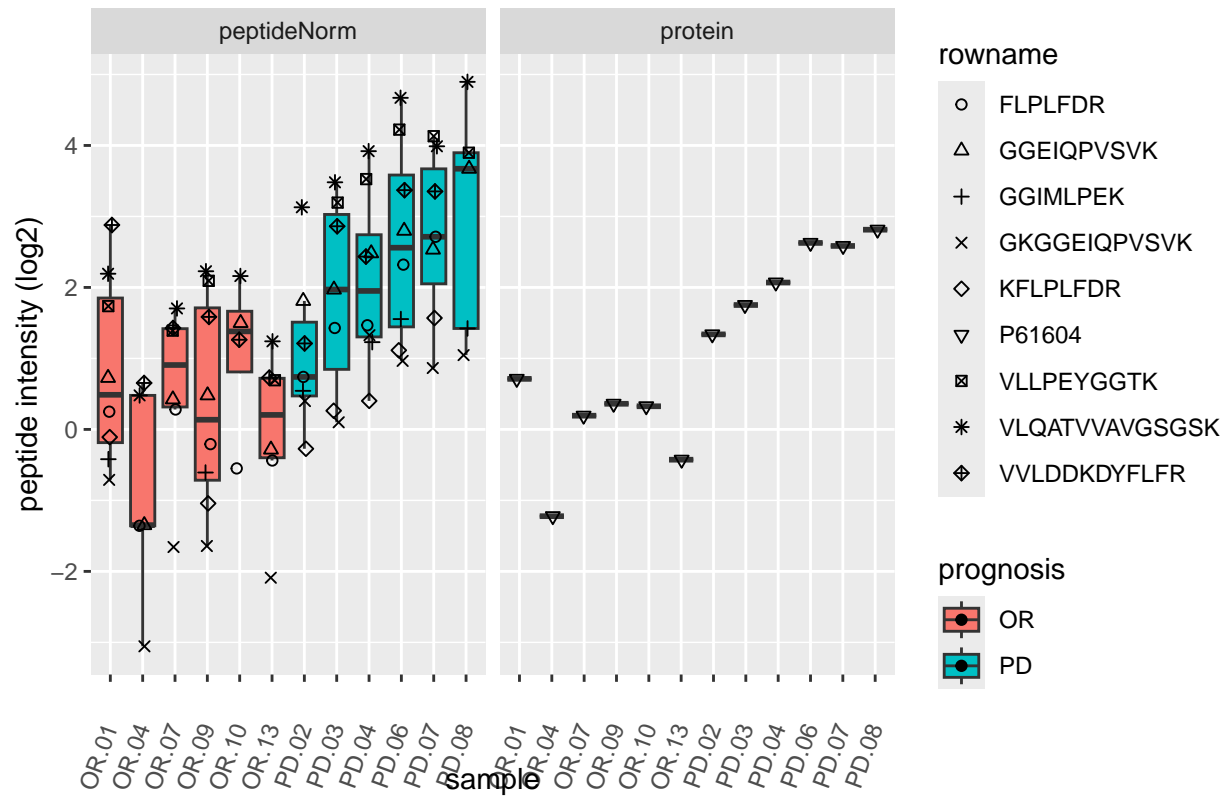 peptideNorm
protein
peptide intensity (log2)
4
2
0
−2
OR.01
OR.04
OR.07
OR.09
OR.10
OR.13
PD.02
PD.03
PD.04
PD.06
PD.07
PD.08
OR.01
OR.04
OR.07
OR.09
OR.10
OR.13
PD.02
PD.03
PD.04
PD.06
PD.07
PD.08
sample
rowname
FLPLFDR
GGEIQPVSVK
GGIMLPEK
GKGGEIQPVSVK
KFLPLFDR
P61604
VLLPEYGGTK
VLQATVVAVGSGSK
VVLDDKDYFLFR
prognosis
OR
PD